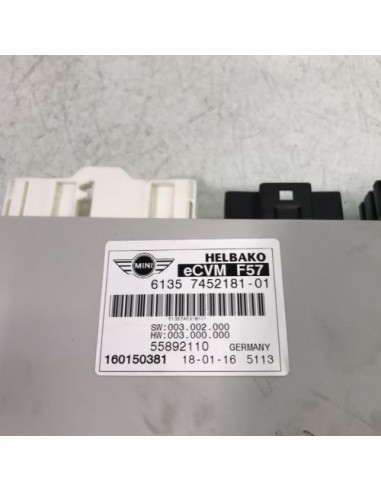 MINI
HELBAKO
eCVM F57
6135 7452181-01
SW:003.002.000
HW:003.000.000
55892110 GERMANY
160150381 18-01-16 5113